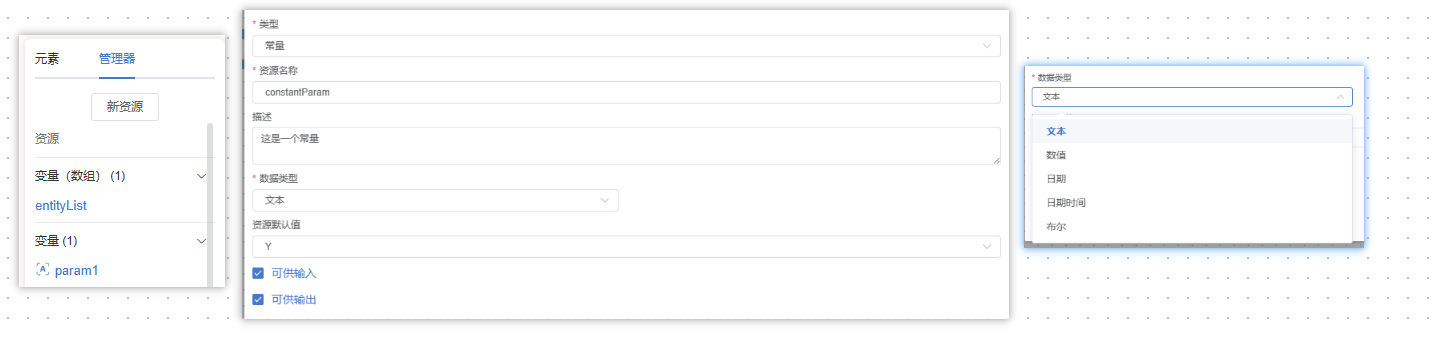 元素 管理器
新资源
资源
变量（数组） (1)
entityList
变量 (1)
[A] param1
* 类型
常量
* 资源名称
constantParam
描述
这是一个常量
* 数据类型
文本
资源默认值
Y
可供输入
可供输出
* 数据类型
文本
文本
数值
日期
日期时间
布尔